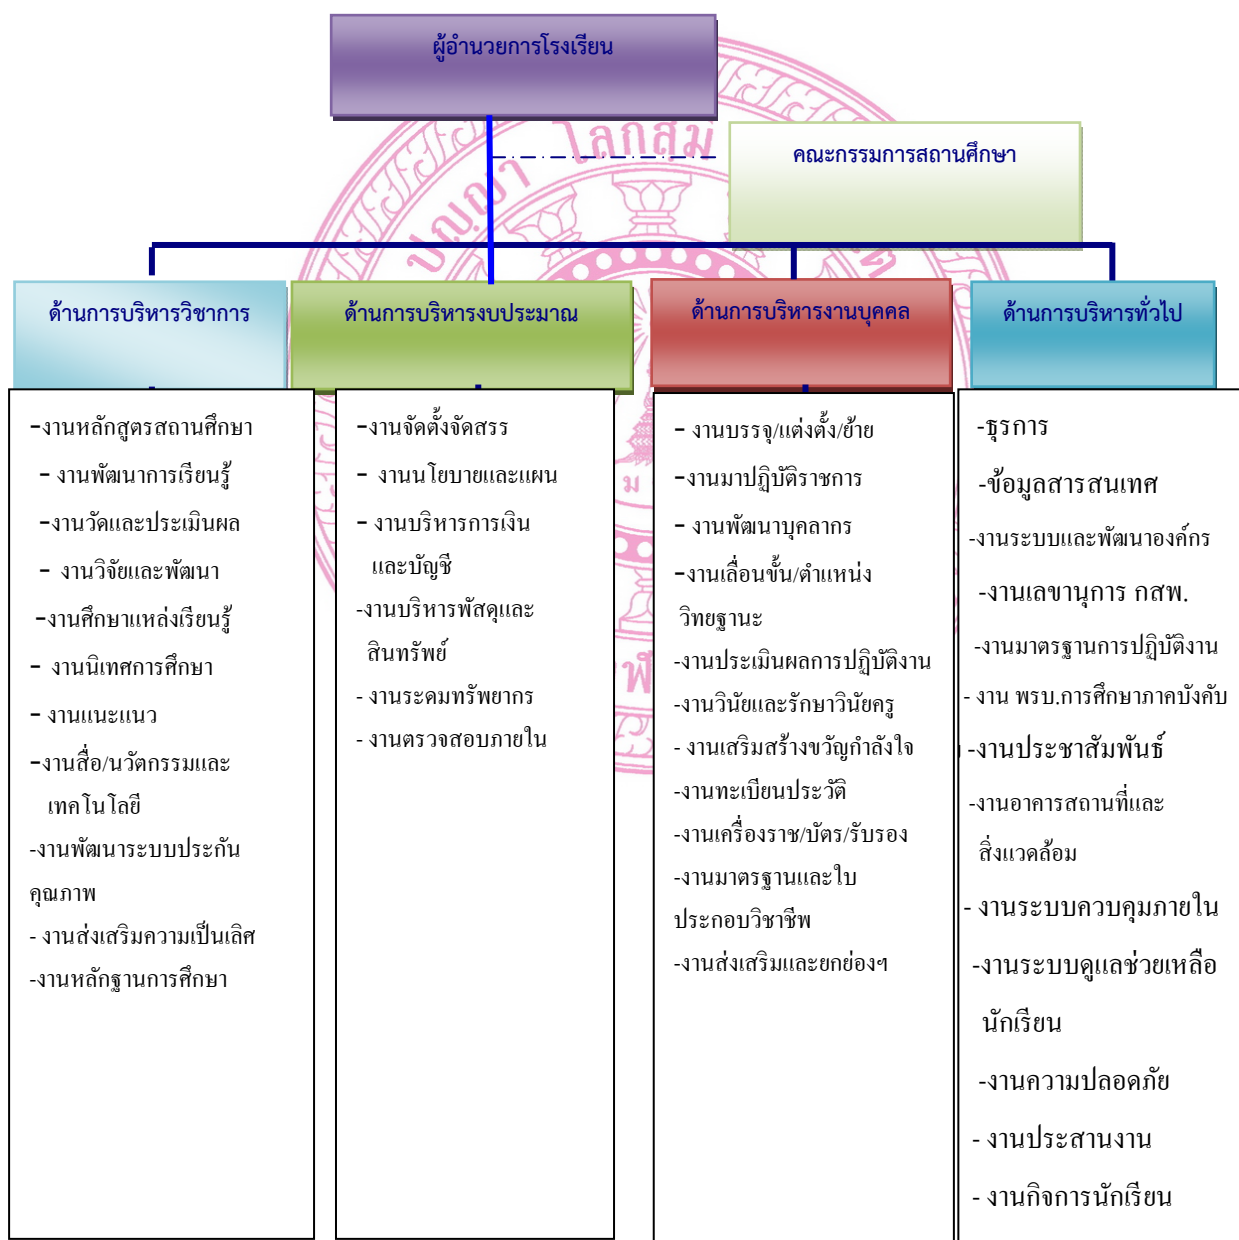 ผู้อำนวยการโรงเรียน
คณะกรรมการสถานศึกษา
ปญญา โลกสม
ด้านการบริหารวิชาการ
-งานหลักสูตรสถานศึกษา
- งานพัฒนาการเรียนรู้
-งานวัดและประเมินผล
- งานวิจัยและพัฒนา
-งานศึกษาแหล่งเรียนรู้
- งานนิเทศการศึกษา
- งานแนะแนว
-งานสื่อ/นวัตกรรมและ
เทคโนโลยี
-งานพัฒนาระบบประกัน
คุณภาพ
- งานส่งเสริมความเป็นเลิศ
-งานหลักฐานการศึกษา
ด้านการบริหารงบประมาณ
-งานจัดตั้งจัดสรร
- งานนโยบายและแผน
- งานบริหารการเงิน
และบัญชี
-งานบริหารพัสดุและ
สินทรัพย์
- งานระดมทรัพยากร
- งานตรวจสอบภายใน
ด้านการบริหารงานบุคคล
- งานบรรจุ/แต่งตั้ง/ย้าย
-งานมาปฏิบัติราชการ
- งานพัฒนาบุคลากร
-งานเลื่อนขั้น/ตำแหน่ง
วิทยฐานะ
-งานประเมินผลการปฏิบัติงาน
-งานวินัยและรักษาวินัยครู
- งานเสริมสร้างขวัญกำลังใจ
-งานทะเบียนประวัติ
-งานเครื่องราช/บัตร/รับรอง
-งานมาตรฐานและใบ
ประกอบวิชาชีพ
-งานส่งเสริมและยกย่องฯ
ด้านการบริหารทั่วไป
-ธุรการ
-ข้อมูลสารสนเทศ
-งานระบบและพัฒนาองค์กร
-งานเลขานุการ กสพ.
-งานมาตรฐานการปฏิบัติงาน
- งาน พรบ.การศึกษาภาคบังคับ
-งานประชาสัมพันธ์
-งานอาคารสถานที่และ
สิ่งแวดล้อม
- งานระบบควบคุมภายใน
-งานระบบดูแลช่วยเหลือ
นักเรียน
-งานความปลอดภัย
- งานประสานงาน
- งานกิจการนักเรียน